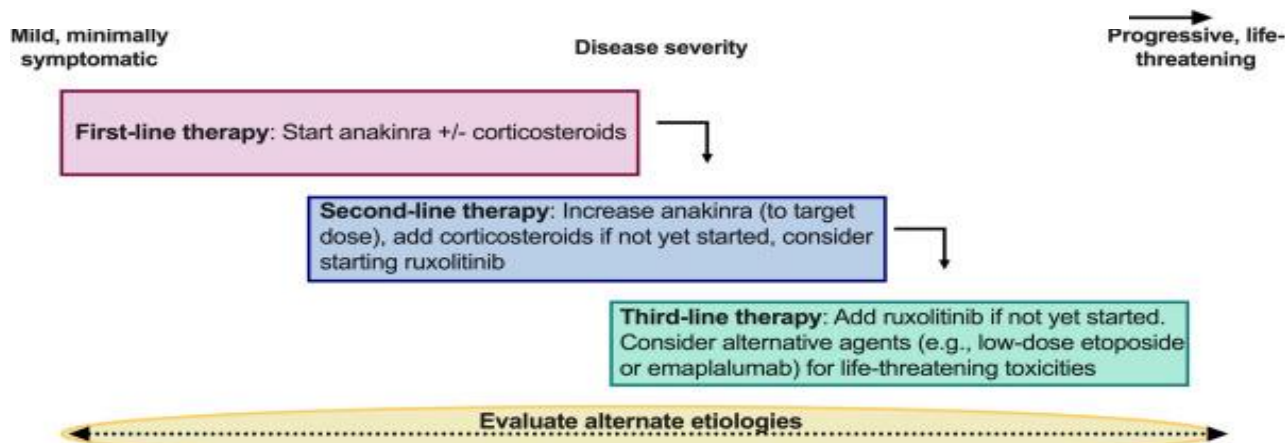 Mild, minimally
symptomatic
Disease severity
Progressive, life-
threatening
First-line therapy: Start anakinra +/- corticosteroids
Second-line therapy: Increase anakinra (to target
dose), add corticosteroids if not yet started, consider
starting ruxolitinib
Third-line therapy: Add ruxolitinib if not yet started.
Consider alternative agents (e.g., low-dose etoposide
or emaplalumab) for life-threatening toxicities
Evaluate alternate etiologies